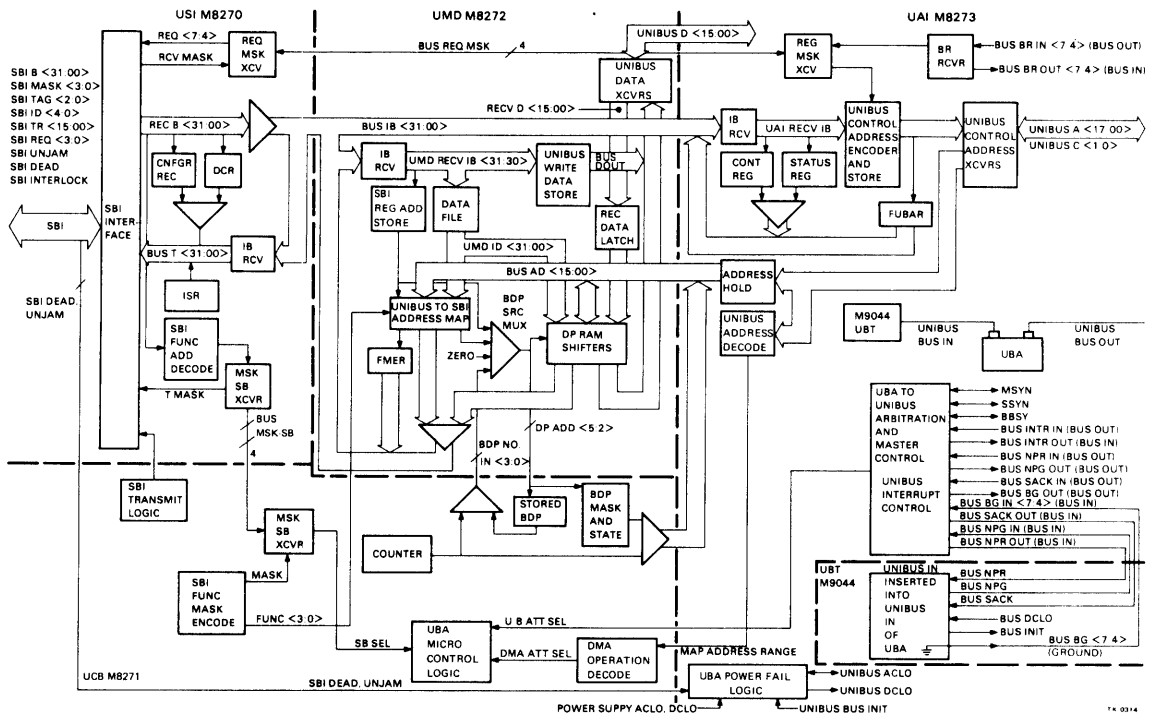 USI M8270
UMD M8272
UAI M8273
REQ <7:4>
RCV MASK
REQ
MSK
XCV
BUS REQ MSK
4
UNIBUS D <15:00>
REG
MSK
XCV
BR
RCVR
BUS BR IN <7 4> (BUS OUT)
BUS BR OUT <7 4> (BUS IN)
SBI B <31:00>
SBI MASK <3:0>
SBI TAG <2:0>
SBI ID <4:0>
SBI TR <15:00>
SBI REQ <3:0>
SBI UNJAM
SBI DEAD
SBI INTERLOCK
UNIBUS
DATA
XCVRS
RECV D <15:00>
REC B <31:00>
BUS IB <31:00>
CNFGR
REC
DCR
IB
RCV
UMD RECV IB <31:30>
UNIBUS
WRITE
DATA
STORE
BUS
DOUT
IB
RCV
UAI RECV IB
CONT
REG
STATUS
REG
UNIBUS
CONTROL
ADDRESS
ENCODER
AND
STORE
UNIBUS
CONTROL
ADDRESS
XCVRS
UNIBUS A <17 00>
UNIBUS C <1 0>
SBI
SBI
INTER-
FACE
SBI
REG ADD
STORE
DATA
FILE
REC
DATA
LATCH
FUBAR
BUS T <31:00>
IB
RCV
UMD ID <31:00>
BUS AD <15:00>
ADDRESS
HOLD
SBI DEAD,
UNJAM
ISR
UNIBUS TO SBI
ADDRESS MAP
BDP
SRC
MUX
UNIBUS
ADDRESS
DECODE
M9044
UBT
UNIBUS
BUS IN
UBA
UNIBUS
BUS OUT
SBI
FUNC
ADD
DECODE
FMER
ZERO
DP RAM
SHIFTERS
MSK
SB
XCVR
T MASK
BUS
MSK SB
4
DP ADD <5:2>
BDP NO.
IN <3:0>
UBA TO
UNIBUS
ARBITRATION
AND
MASTER
CONTROL
UNIBUS
INTERRUPT
CONTROL
MSYN
SSYN
BBSY
BUS INTR IN (BUS OUT)
BUS INTR OUT (BUS IN)
BUS NPR IN (BUS OUT)
BUS NPG OUT (BUS OUT)
BUS SACK IN (BUS OUT)
BUS BG OUT (BUS OUT)
BUS BG IN <7:4> (BUS IN)
BUS SACK OUT (BUS IN)
BUS NPG IN (BUS IN)
BUS NPR OUT (BUS IN)
SBI
TRANSMIT
LOGIC
MSK
SB
XCVR
STORED
BDP
BDP
MASK
AND
STATE
COUNTER
UBT
M9044
UNIBUS IN
INSERTED
INTO
UNIBUS
IN
OF
UBA
BUS NPR
BUS NPG
BUS SACK
BUS DCLO
BUS INIT
BUS BG <7 4>
(GROUND)
SBI
FUNC
MASK
ENCODE
MASK
FUNC <3:0>
SB SEL
UBA
MICRO
CONTROL
LOGIC
U B ATT SEL
DMA ATT SEL
DMA
OPERATION
DECODE
MAP ADDRESS RANGE
UCB M8271
SBI DEAD, UNJAM
UBA POWER FAIL
LOGIC
UNIBUS ACLO
UNIBUS DCLO
POWER SUPPY ACLO, DCLO
UNIBUS BUS INIT
TK 0314